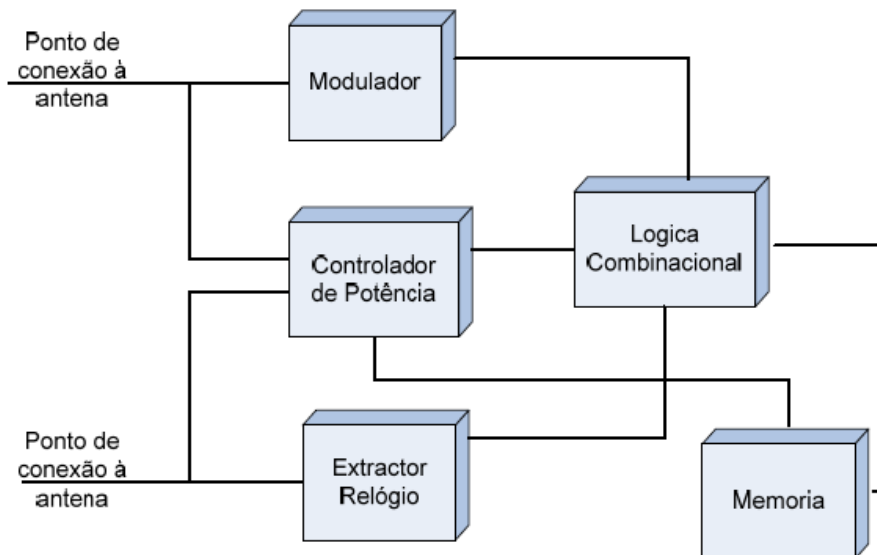 Ponto de
conexão à
antena
Modulador
Controlador
de Potência
Logica
Combinacional
Ponto de
conexão à
antena
Extractor
Relógio
Memoria